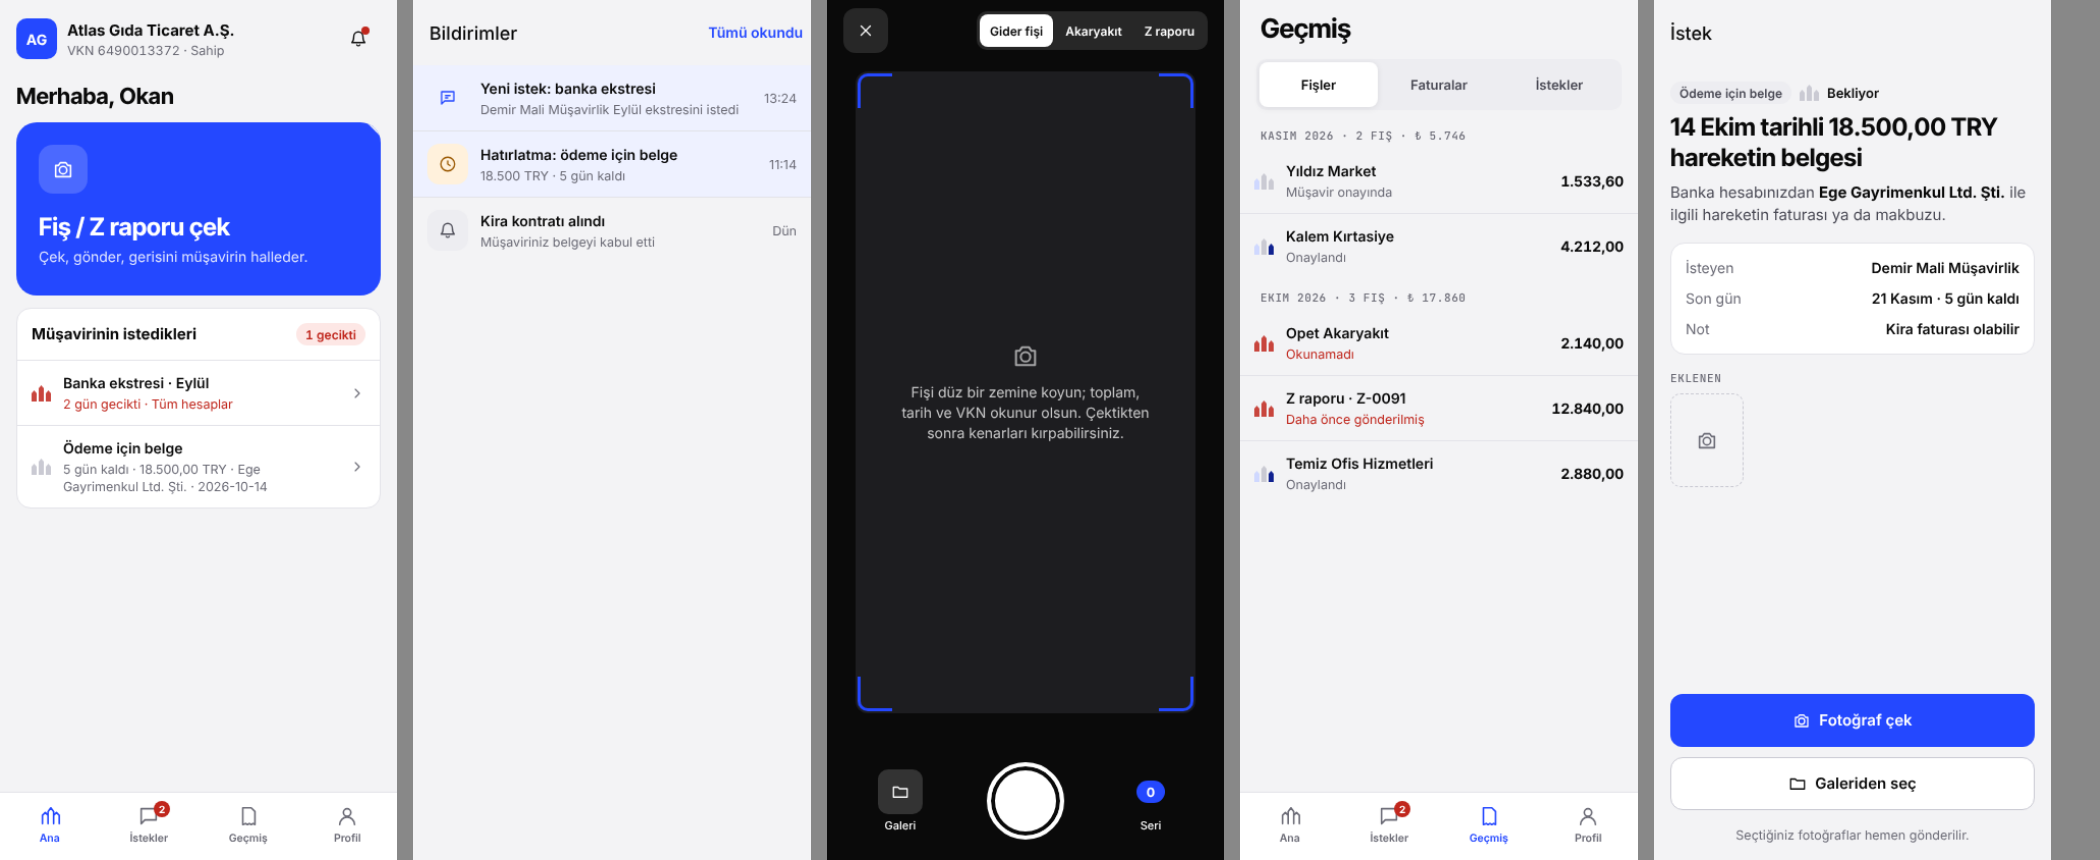 AG
Atlas Gıda Ticaret A.Ş.
VKN 6490013372 · Sahip
Merhaba, Okan
Fiş / Z raporu çek
Çek, gönder, gerisini müşavirin halleder.
Müşavirinin istedikleri
1 gecikti
Banka ekstresi · Eylül
2 gün gecikti · Tüm hesaplar
Ödeme için belge
5 gün kaldı · 18.500,00 TRY · Ege
Gayrimenkul Ltd. Şti. · 2026-10-14
Ana
2
İstekler
Geçmiş
Profil
Bildirimler
Tümü okundu
Yeni istek: banka ekstresi
Demir Mali Müşavirlik Eylül ekstresini istedi
13:24
Hatırlatma: ödeme için belge
18.500 TRY · 5 gün kaldı
11:14
Kira kontratı alındı
Müşaviriniz belgeyi kabul etti
Dün
Gider fişi
Akaryakıt
Z raporu
Fişi düz bir zemine koyun; toplam,
tarih ve VKN okunur olsun. Çektikten
sonra kenarları kırpabilirsiniz.
Galeri
0
Seri
Geçmiş
Fişler
Faturalar
İstekler
KASIM 2026 · 2 FIŞ · ₺ 5.746
Yıldız Market
Müşavir onayında
1.533,60
Kalem Kırtasiye
Onaylandı
4.212,00
EKIM 2026 · 3 FIŞ · ₺ 17.860
Opet Akaryakıt
Okunamadı
2.140,00
Z raporu · Z-0091
Daha önce gönderilmiş
12.840,00
Temiz Ofis Hizmetleri
Onaylandı
2.880,00
Ana
2
İstekler
Geçmiş
Profil
İstek
Ödeme için belge
Bekliyor
14 Ekim tarihli 18.500,00 TRY
hareketin belgesi
Banka hesabınızdan Ege Gayrimenkul Ltd. Şti. ile
ilgili hareketin faturası ya da makbuzu.
İsteyen
Demir Mali Müşavirlik
Son gün
21 Kasım · 5 gün kaldı
Not
Kira faturası olabilir
EKLENEN
Fotoğraf çek
Galeriden seç
Seçtiğiniz fotoğraflar hemen gönderilir.